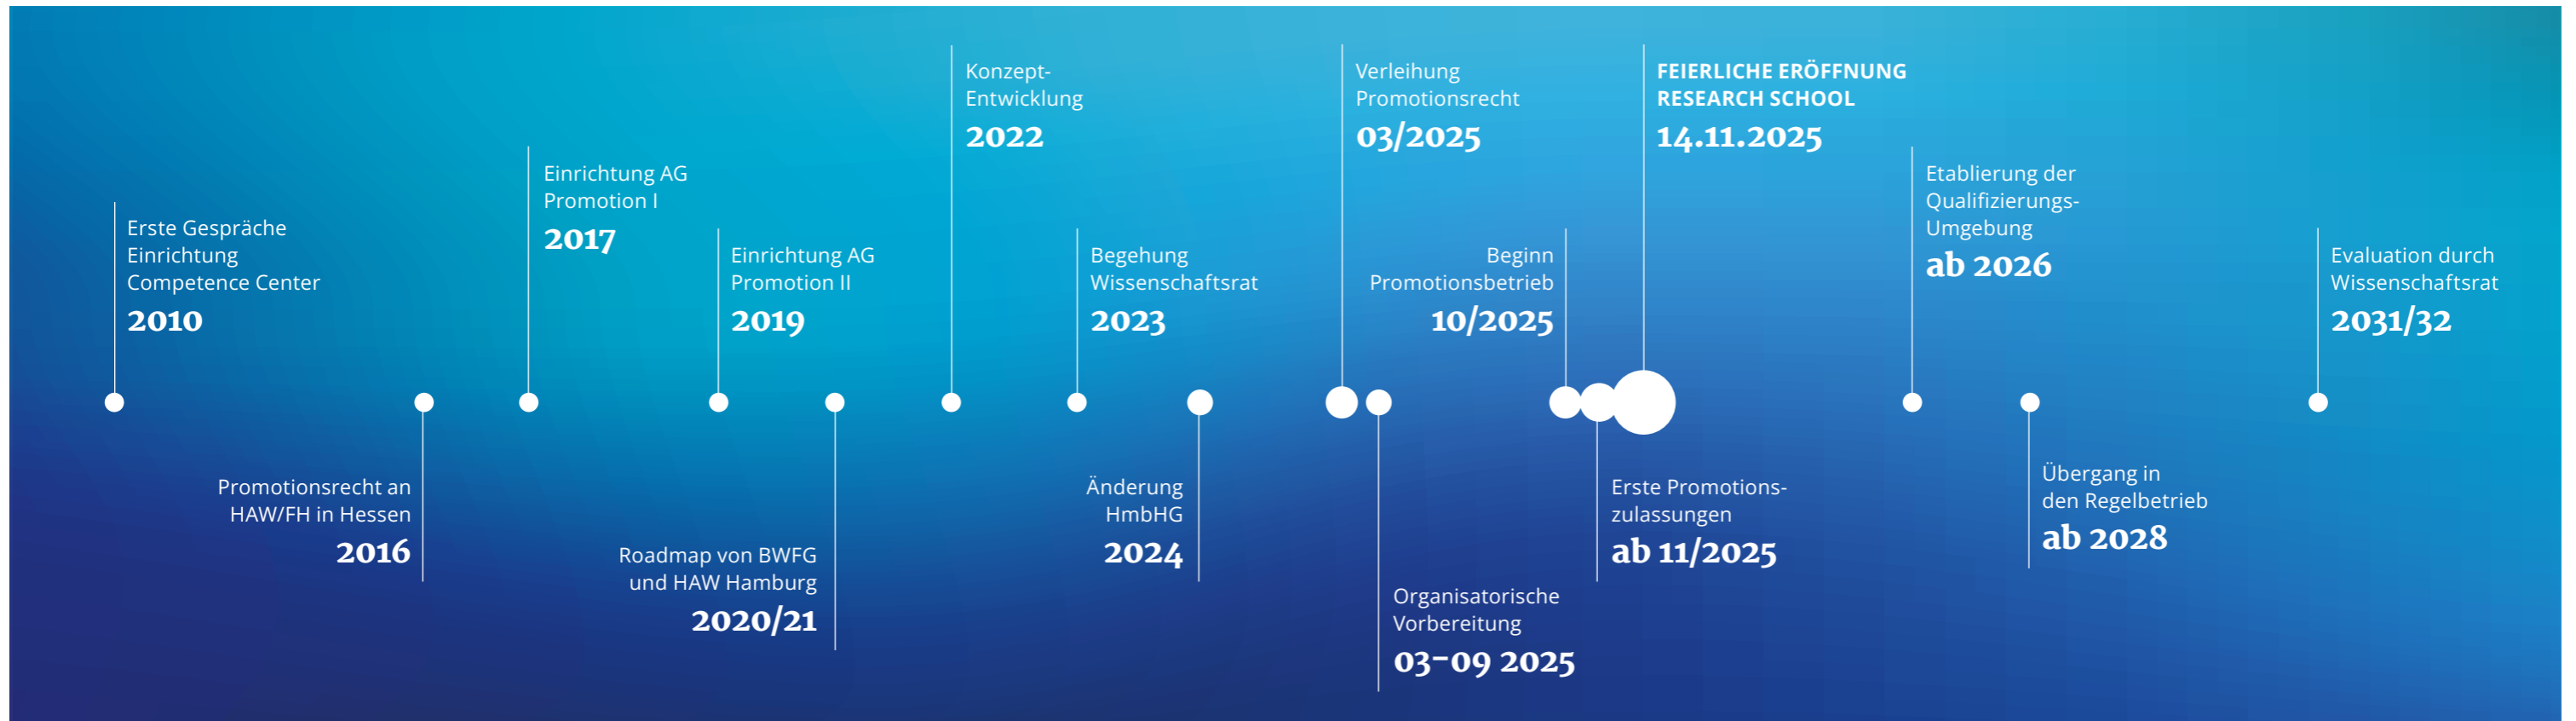 Erste Gespräche
Einrichtung
Competence Center
2010
Promotionsrecht an
HAW/FH in Hessen
2016
Einrichtung AG
Promotion I
2017
Einrichtung AG
Promotion II
2019
Roadmap von BWFG
und HAW Hamburg
2020/21
Konzept-
Entwicklung
2022
Begehung
Wissenschaftsrat
2023
Änderung
HmbHG
2024
Verleihung
Promotionsrecht
03/2025
Organisatorische
Vorbereitung
03–09 2025
Beginn
Promotionsbetrieb
10/2025
Erste Promotions-
zulassungen
ab 11/2025
FEIERLICHE ERÖFFNUNG
RESEARCH SCHOOL
14.11.2025
Etablierung der
Qualifizierungs-
Umgebung
ab 2026
Übergang in
den Regelbetrieb
ab 2028
Evaluation durch
Wissenschaftsrat
2031/32